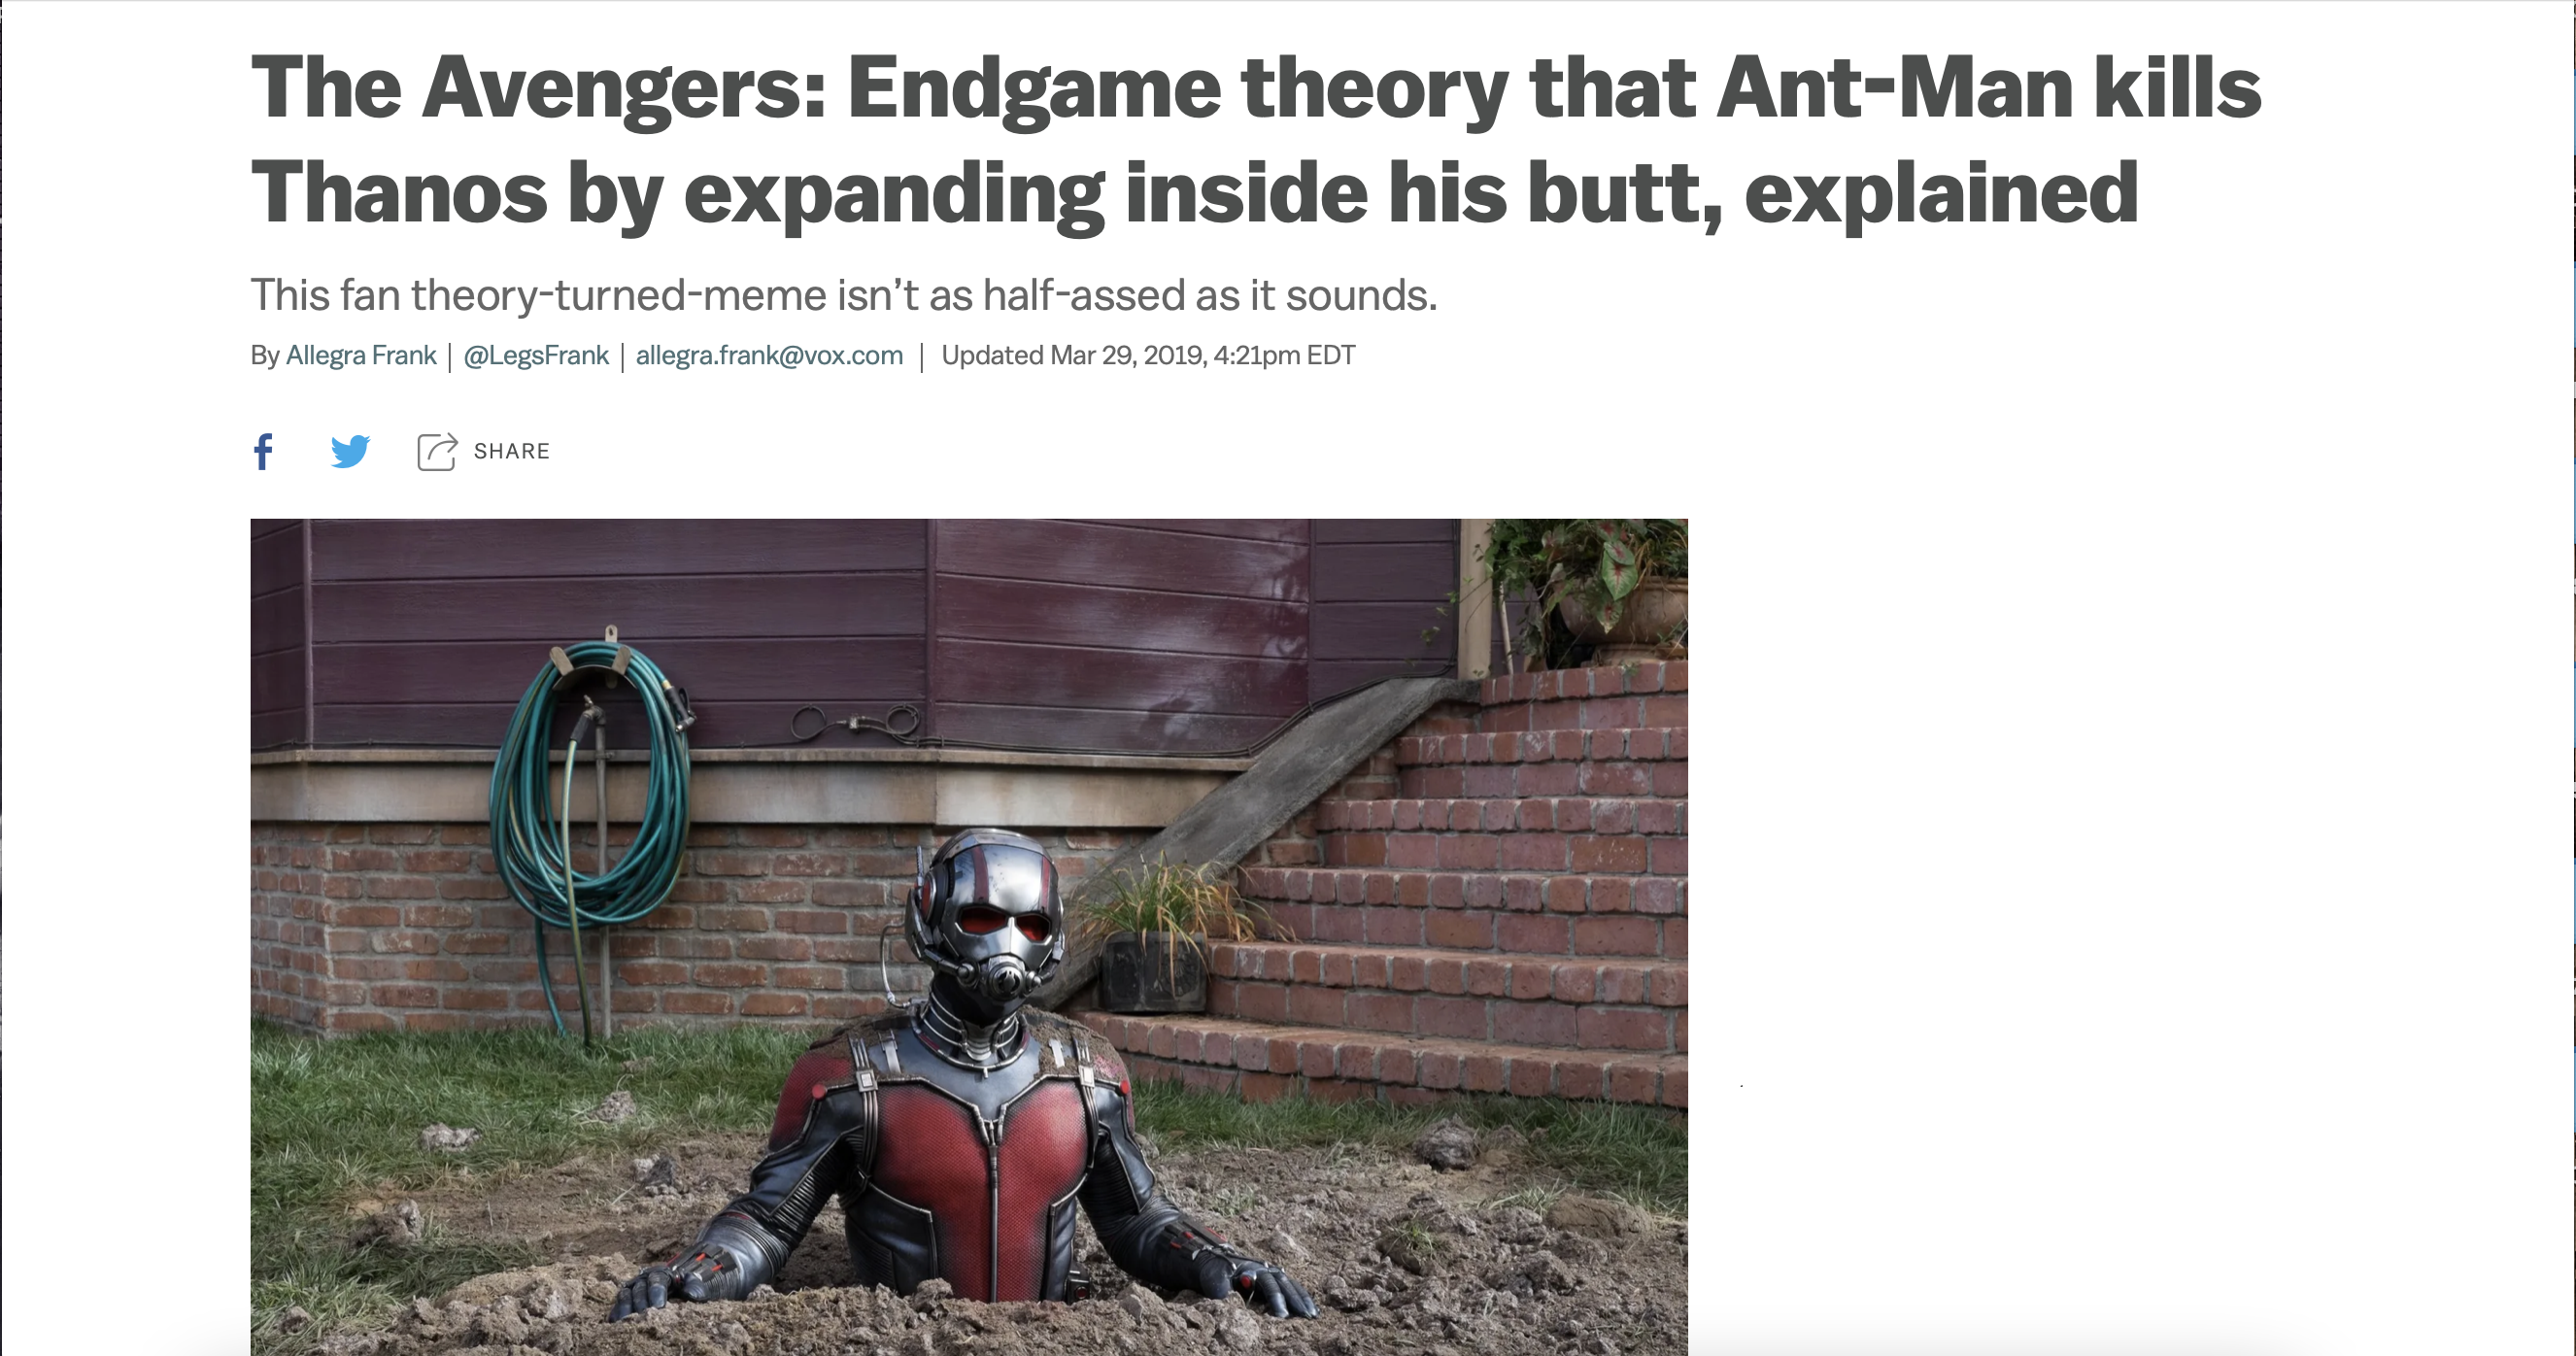 The Avengers: Endgame theory that Ant-Man kills
Thanos by expanding inside his butt, explained
This fan theory-turned-meme isn’t as half-assed as it sounds.
By Allegra Frank | @LegsFrank | allegra.frank@vox.com | Updated Mar 29, 2019, 4:21pm EDT
f SHARE